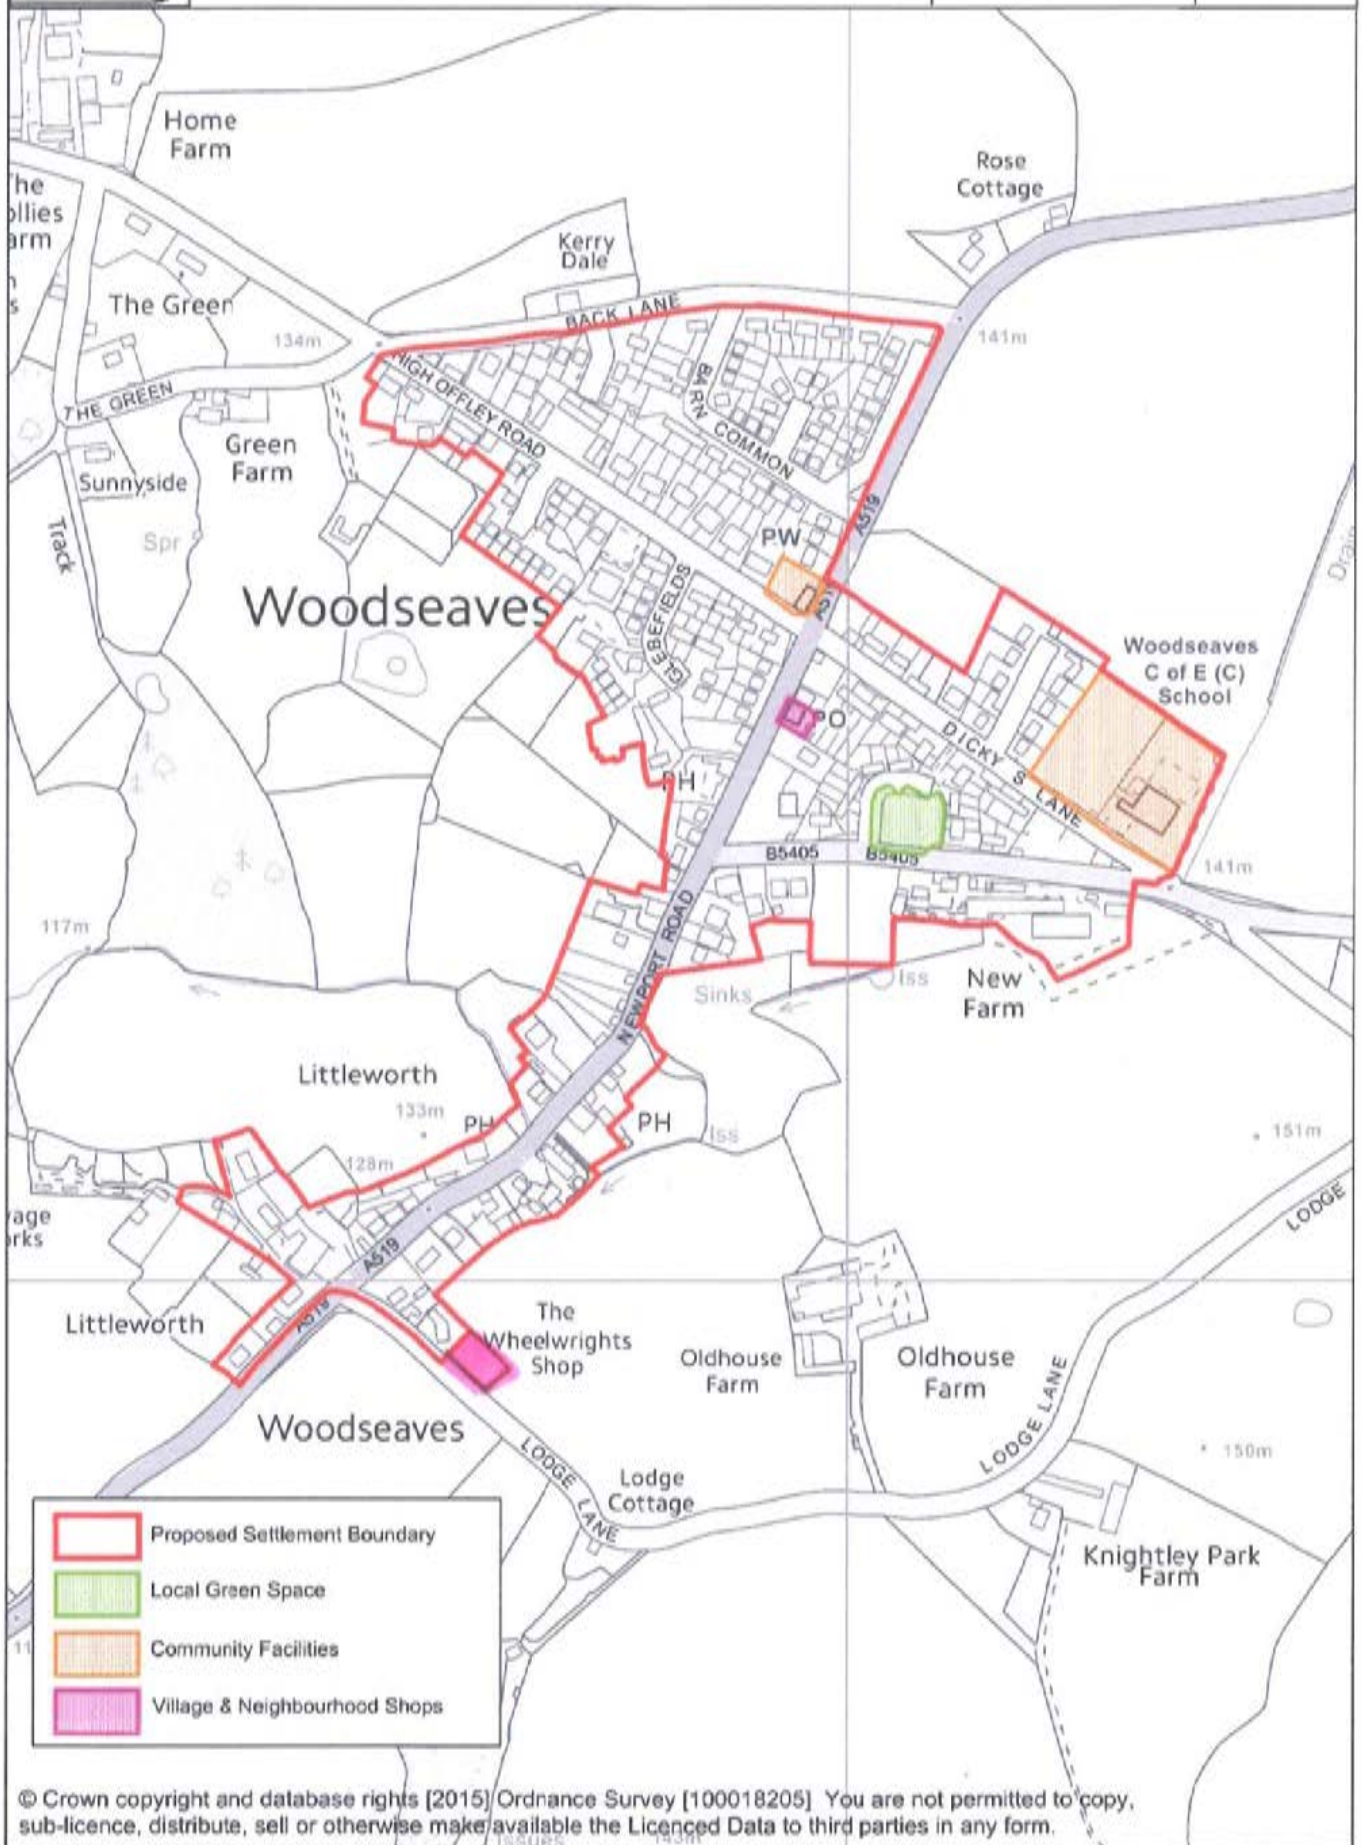 Home
Farm
Rose
Cottage
The Green
Kerry
Dale
BACK LANE
134m
141m
HIGH OFFLEY ROAD
BARN COMMON
THE GREEN
Green
Farm
Sunnyside
Track
Spr
A519
PW
Drain
Woodseaves
GLEBEFIELDS
Woodseaves
C of E (C)
School
PO
DICKY S LANE
PH
B5405
B5405
141m
117m
NEWPORT ROAD
Sinks
Iss
New
Farm
Littleworth
133m
PH
PH
Iss
151m
128m
LODGE
A519
A519
Littleworth
The
Wheelwrights
Shop
Oldhouse
Farm
Oldhouse
Farm
LODGE LANE
Woodseaves
LODGE LANE
Lodge
Cottage
150m
Knightley Park
Farm
Proposed Settlement Boundary
Local Green Space
Community Facilities
Village & Neighbourhood Shops
© Crown copyright and database rights [2015] Ordnance Survey [100018205] You are not permitted to copy,
sub-licence, distribute, sell or otherwise make available the Licenced Data to third parties in any form.